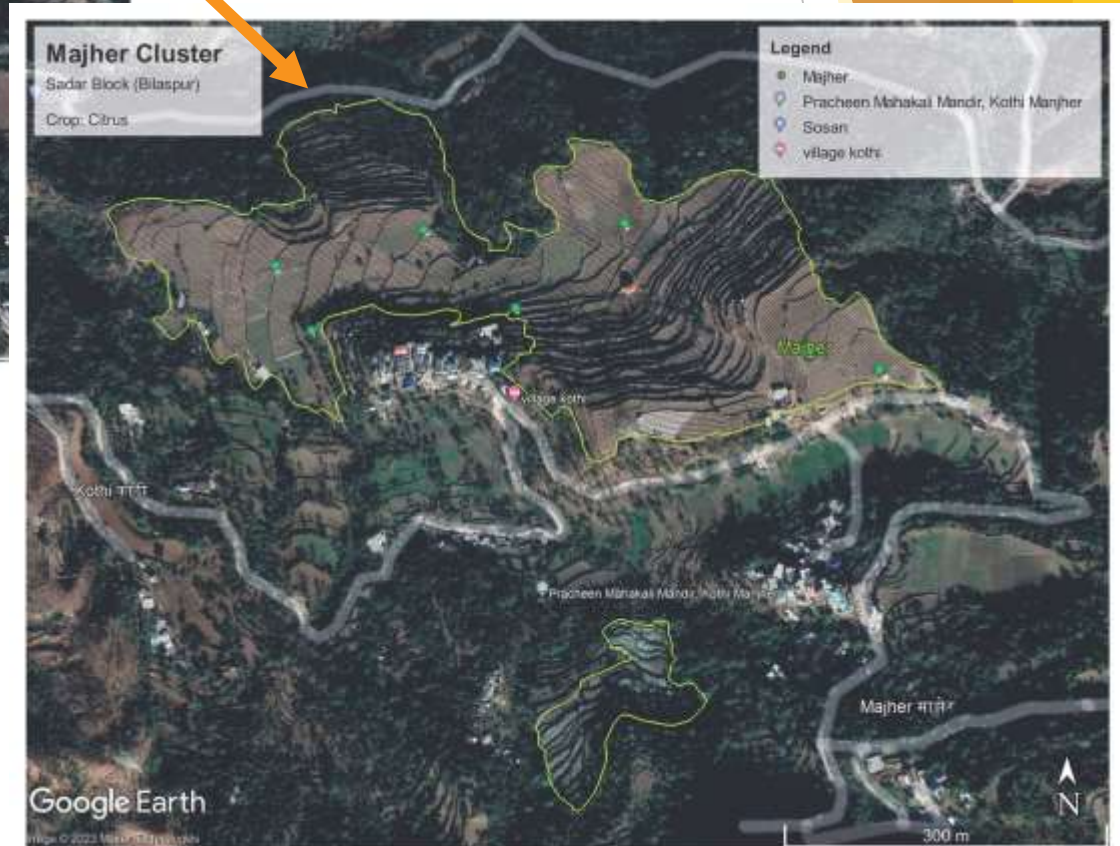 Majher Cluster
Sadar Block (Bilaspur)
Crop: Citrus
Legend
Majher
Pracheen Mahakali Mandir, Kothi Manjher
Sosan
village kothi
Majher
village kothi
Kothi
Pracheen Mahakali Mandir, Kothi Manjher
Majher
Google Earth
N
300 m